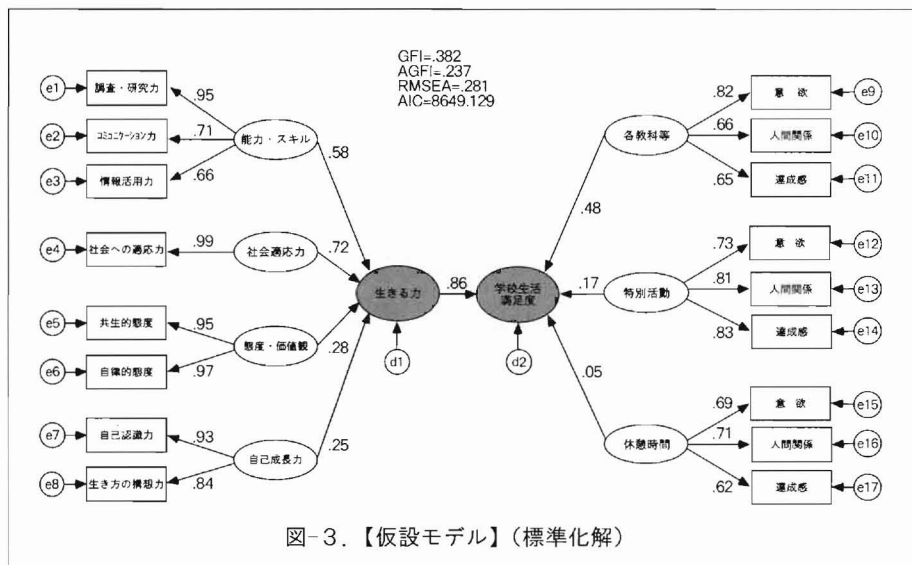 GFI=.382
AGFI=.237
RMSEA=.281
AIC=8649.129
e1
調査・研究力
.95
e2
コミュニケーション力
.71
e3
情報活用力
.66
能力・スキル
.58
e4
社会への適応力
.99
社会適応力
.72
e5
共生的態度
.95
e6
自律的態度
.97
態度・価値観
.28
e7
自己認識力
.93
e8
生き方の構想力
.84
自己成長力
.25
生きる力
d1
.86
学校生活
満足度
d2
各教科等
.48
.82
意 欲
e9
.66
人間関係
e10
.65
達成感
e11
特別活動
.17
.73
意 欲
e12
.81
人間関係
e13
.83
達成感
e14
休憩時間
.05
.69
意 欲
e15
.71
人間関係
e16
.62
達成感
e17
図-3.【仮設モデル】(標準化解)